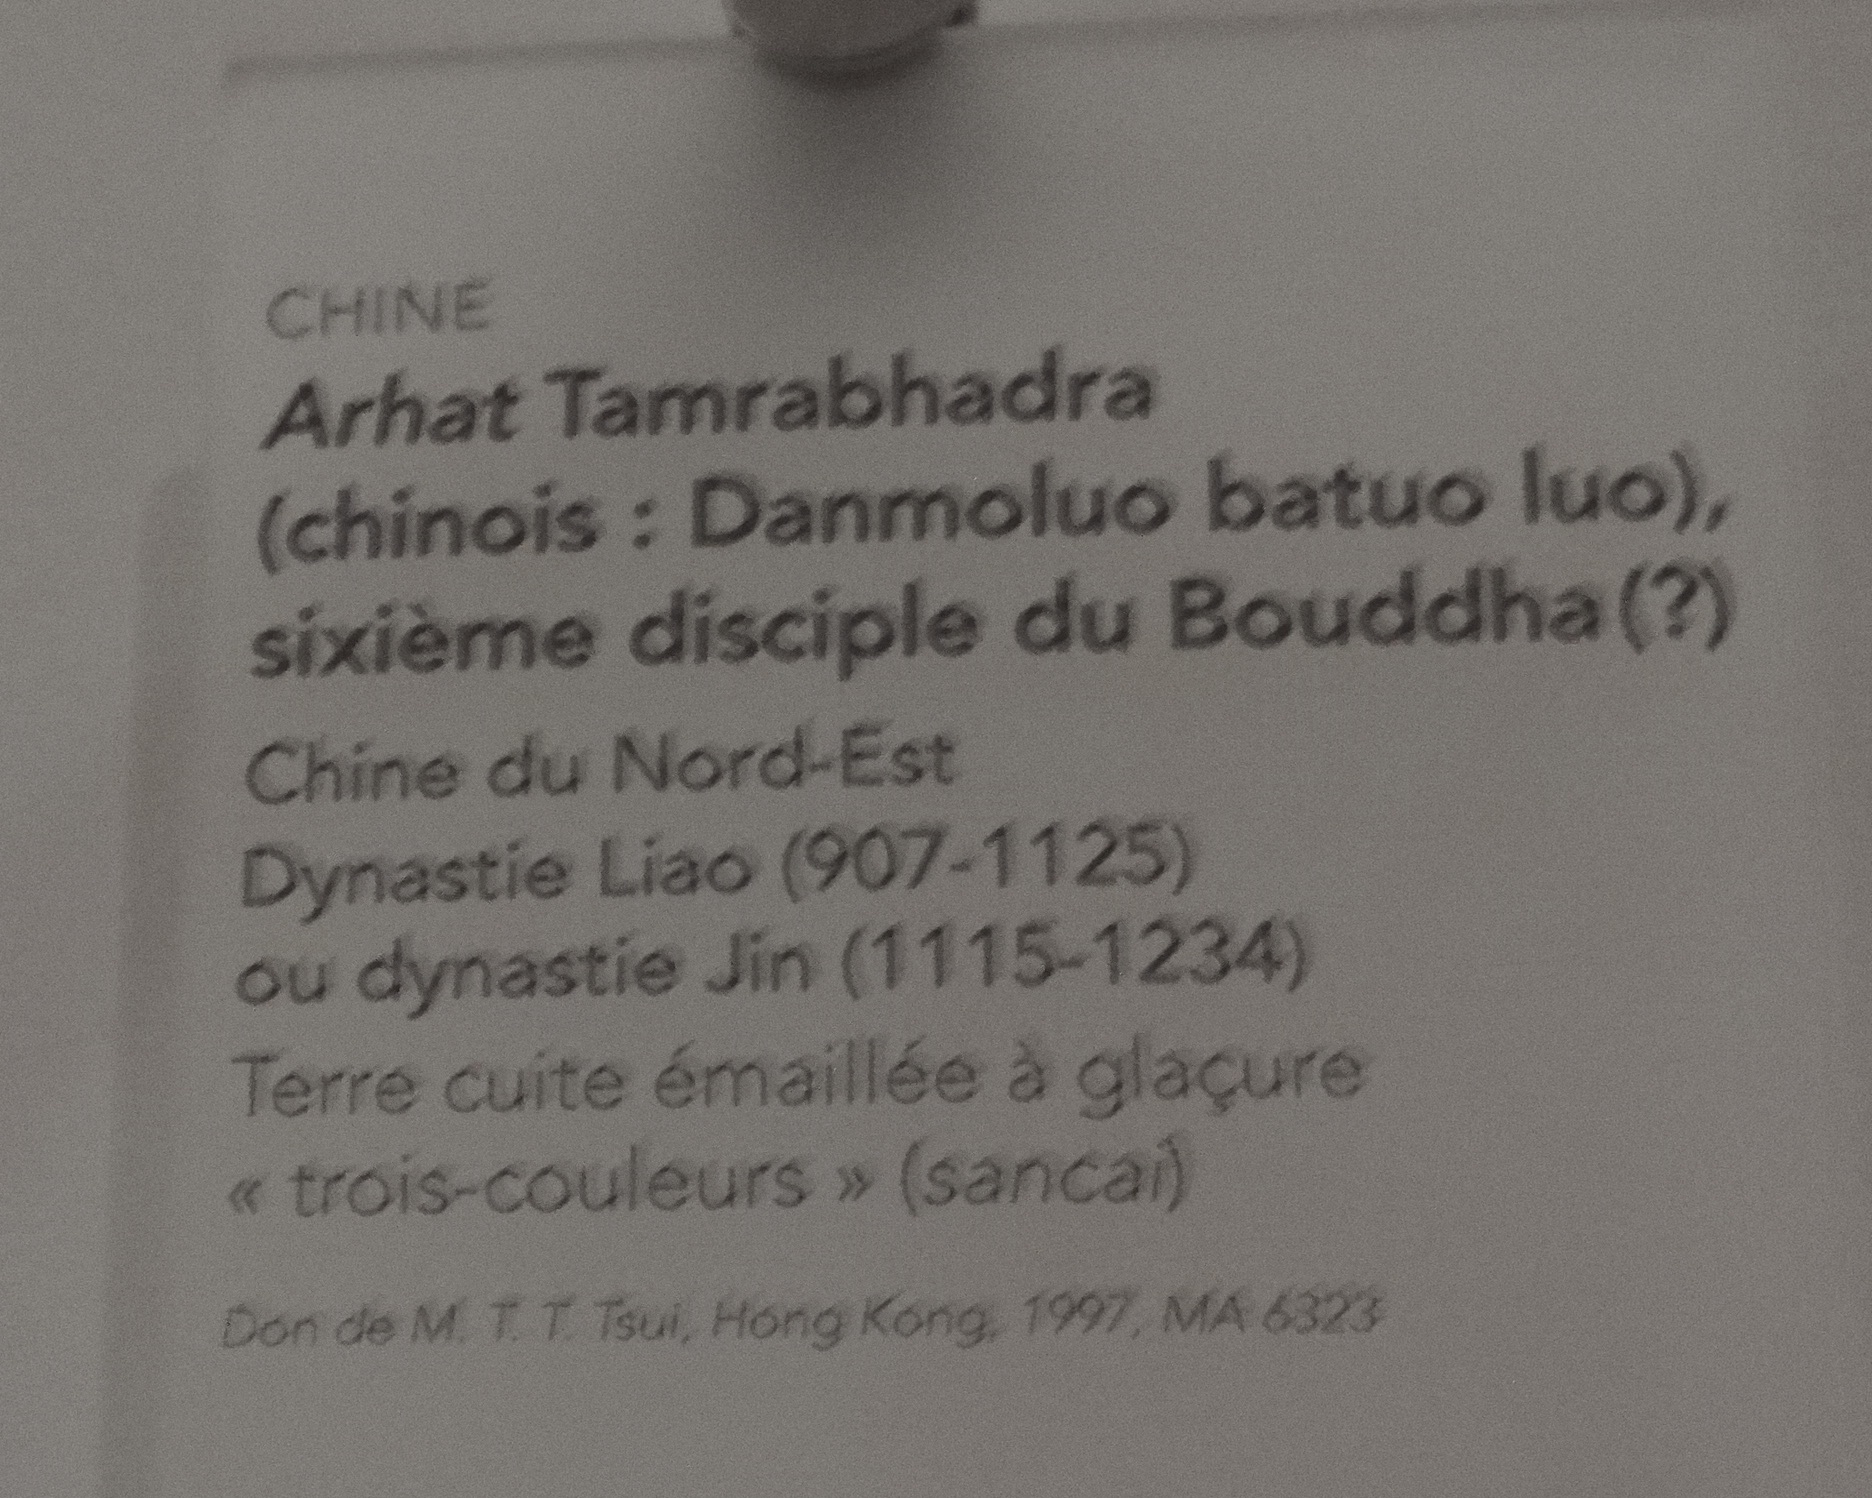 CHINE
Arhat Tamrabhadra
(chinois : Danmoluo batuo luo),
sixième disciple du Bouddha (?)
Chine du Nord-Est
Dynastie Liao (907-1125)
ou dynastie Jin (1115-1234)
Terre cuite émaillée à glaçure
« trois-couleurs » (sancai)
Don de M. T. T. Tsui, Hong Kong, 1997, MA 6323